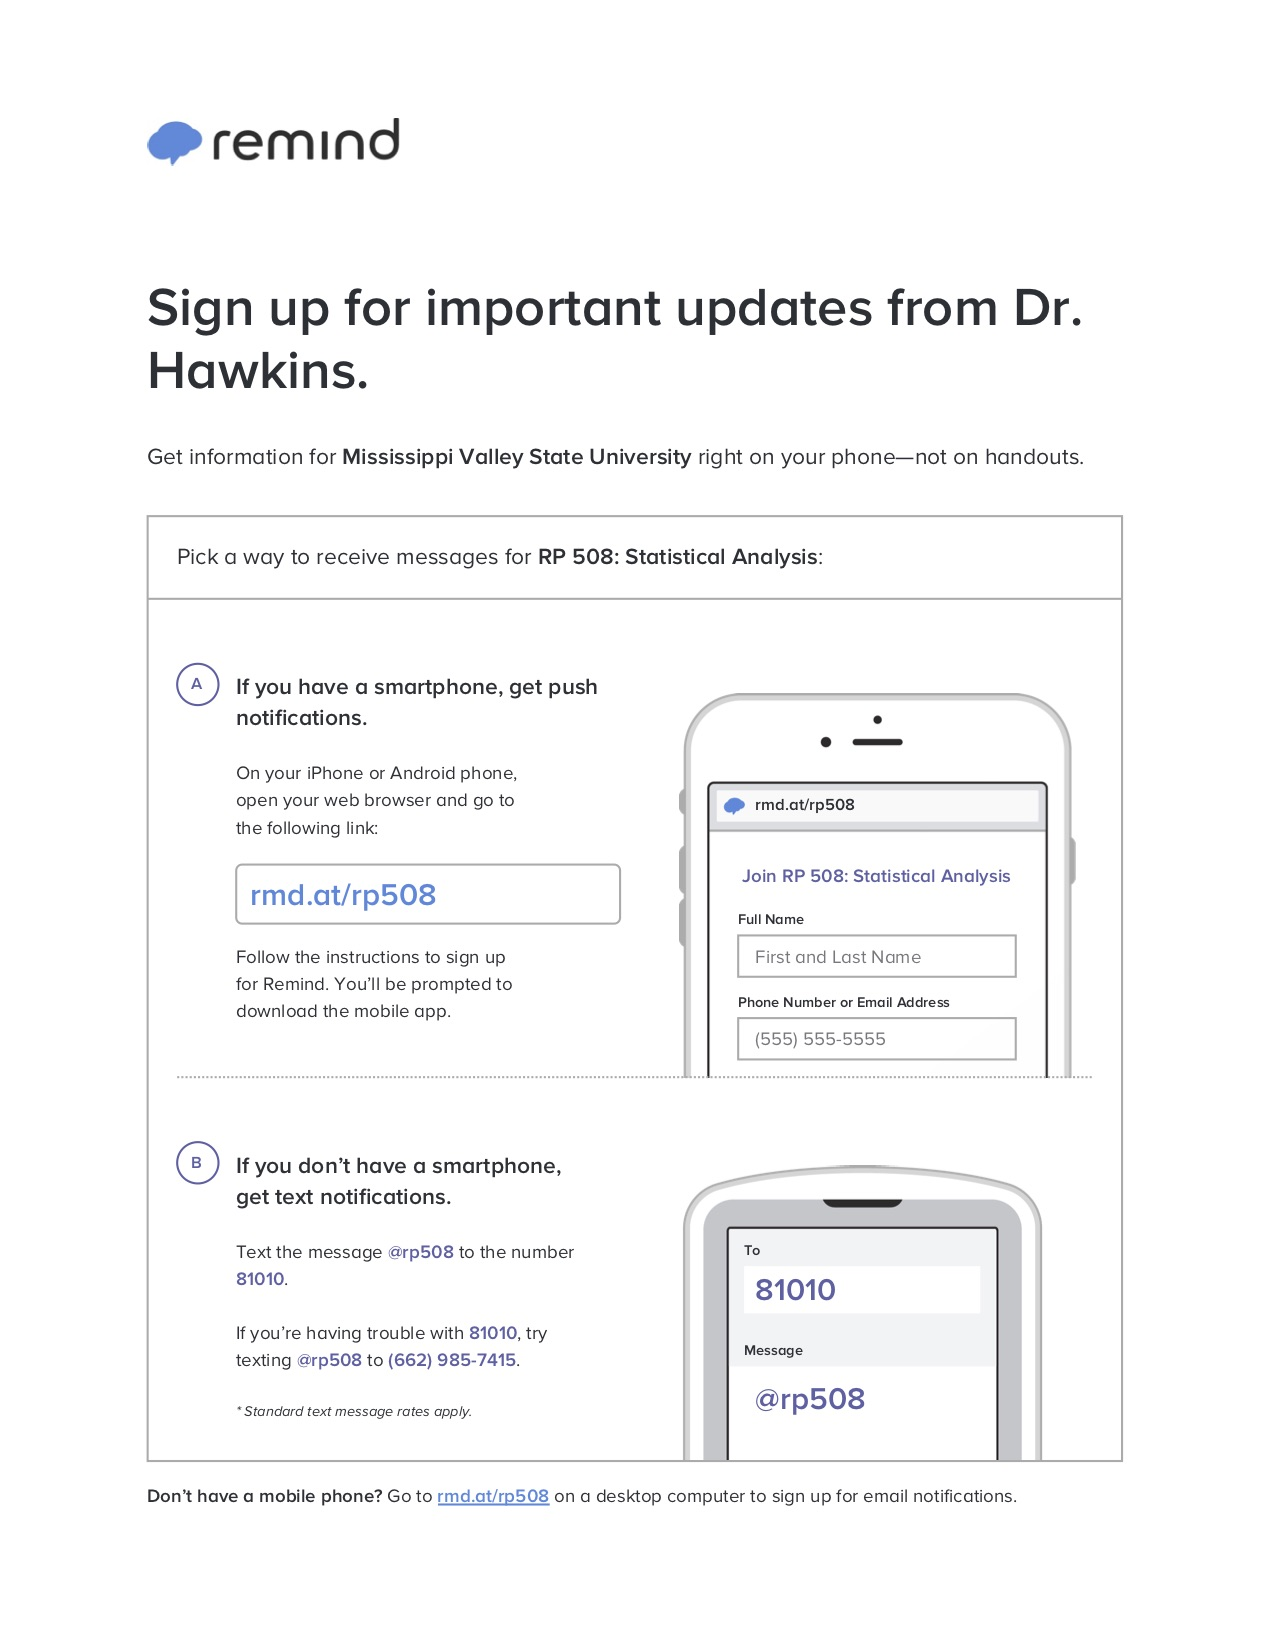 remind
Sign up for important updates from Dr.
Hawkins.
Get information for Mississippi Valley State University right on your phone—not on handouts.
Pick a way to receive messages for RP 508: Statistical Analysis:
A
If you have a smartphone, get push
notifications.
On your iPhone or Android phone,
open your web browser and go to
the following link:
rmd.at/rp508
Follow the instructions to sign up
for Remind. You’ll be prompted to
download the mobile app.
rmd.at/rp508
Join RP 508: Statistical Analysis
Full Name
First and Last Name
Phone Number or Email Address
(555) 555-5555
B
If you don’t have a smartphone,
get text notifications.
Text the message @rp508 to the number
81010.
If you’re having trouble with 81010, try
texting @rp508 to (662) 985-7415.
* Standard text message rates apply.
To
81010
Message
@rp508
Don’t have a mobile phone? Go to rmd.at/rp508 on a desktop computer to sign up for email notifications.